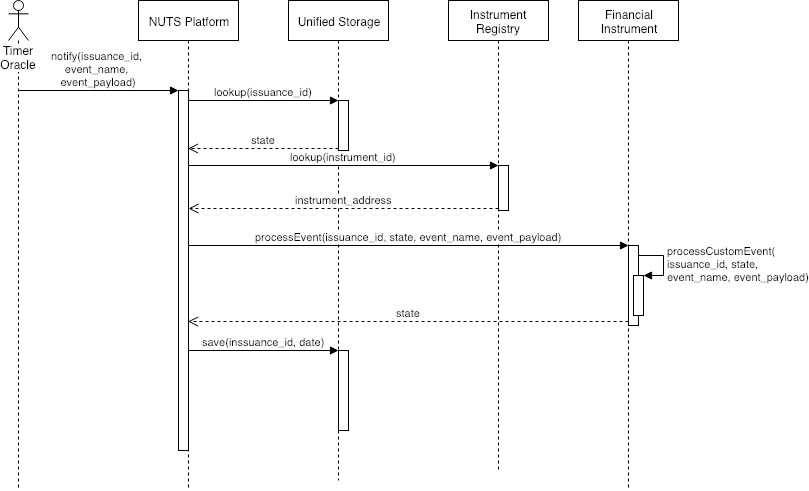 NUTS Platform
Unified Storage
Instrument
Registry
Financial
Instrument
Timer
Oracle
notify(issuance_id,
event_name,
event_payload)
lookup(issuance_id)
state
lookup(instrument_id)
instrument_address
processEvent(issuance_id, state, event_name, event_payload)
processCustomEvent(
issuance_id, state,
event_name, event_payload)
state
save(inssuance_id, date)